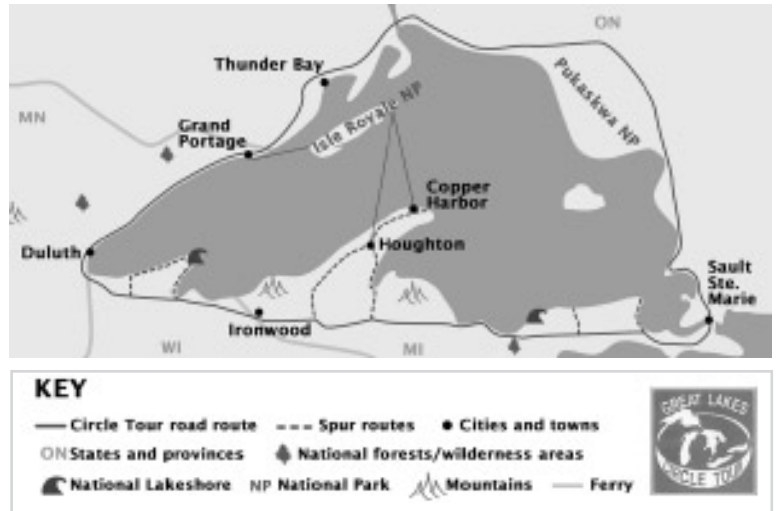 ON
Thunder Bay
Pukaskwa NP
MN
Isle Royale NP
Grand
Portage
Copper
Harbor
Duluth
Houghton
Sault
Ste.
Marie
Ironwood
WI
MI
KEY
Circle Tour road route
Spur routes
Cities and towns
ON States and provinces
National forests/wilderness areas
National Lakeshore
NP National Park
Mountains
Ferry
GREAT LAKES
CIRCLE TOUR